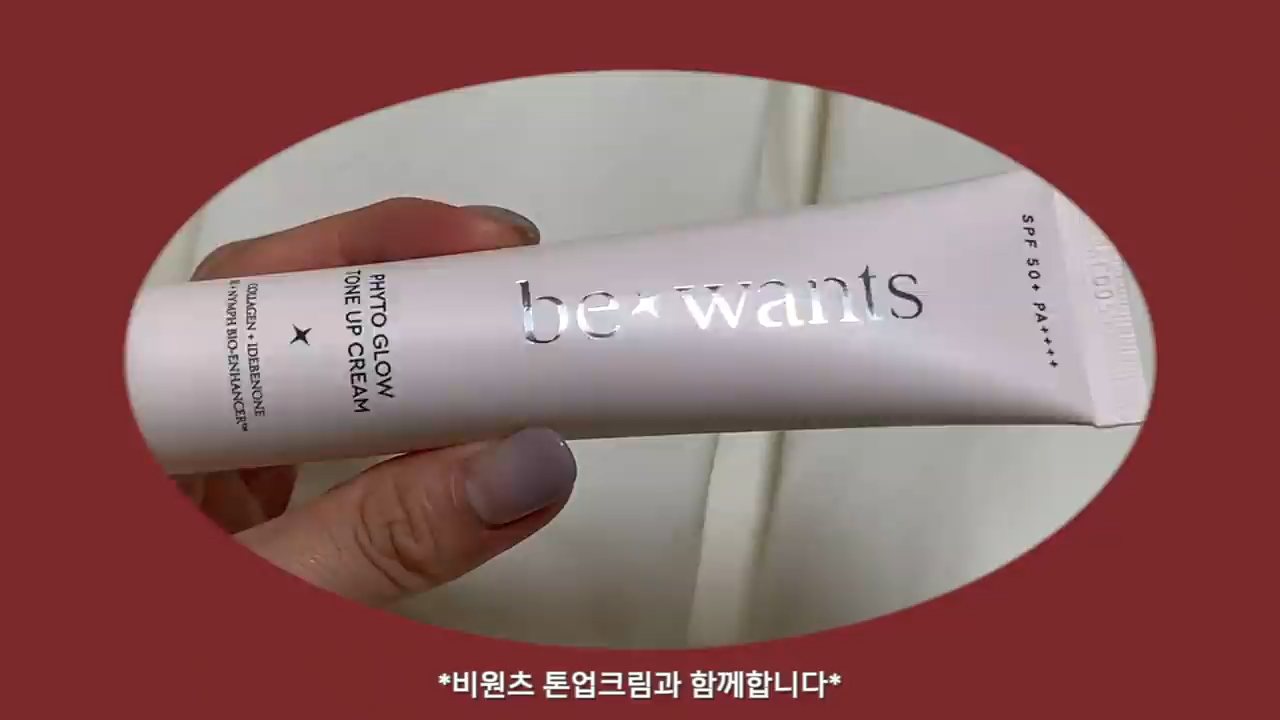 be wants
SPF 50+ PA++++
PHYTO GLOW
TONE UP CREAM
COLLAGEN + IDEBENONE
NYMPH BIO-ENHANCER™
*비원츠 톤업크림과 함께합니다*